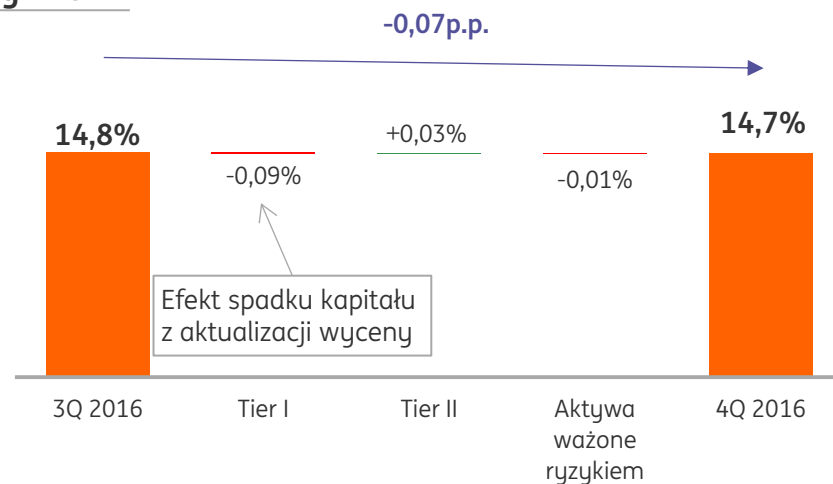 -0,07p.p.
14,8%
-0,09%
+0,03%
-0,01%
14,7%
Efekt spadku kapitału
z aktualizacji wyceny
3Q 2016
Tier I
Tier II
Aktywa
ważone
ryzykiem
4Q 2016